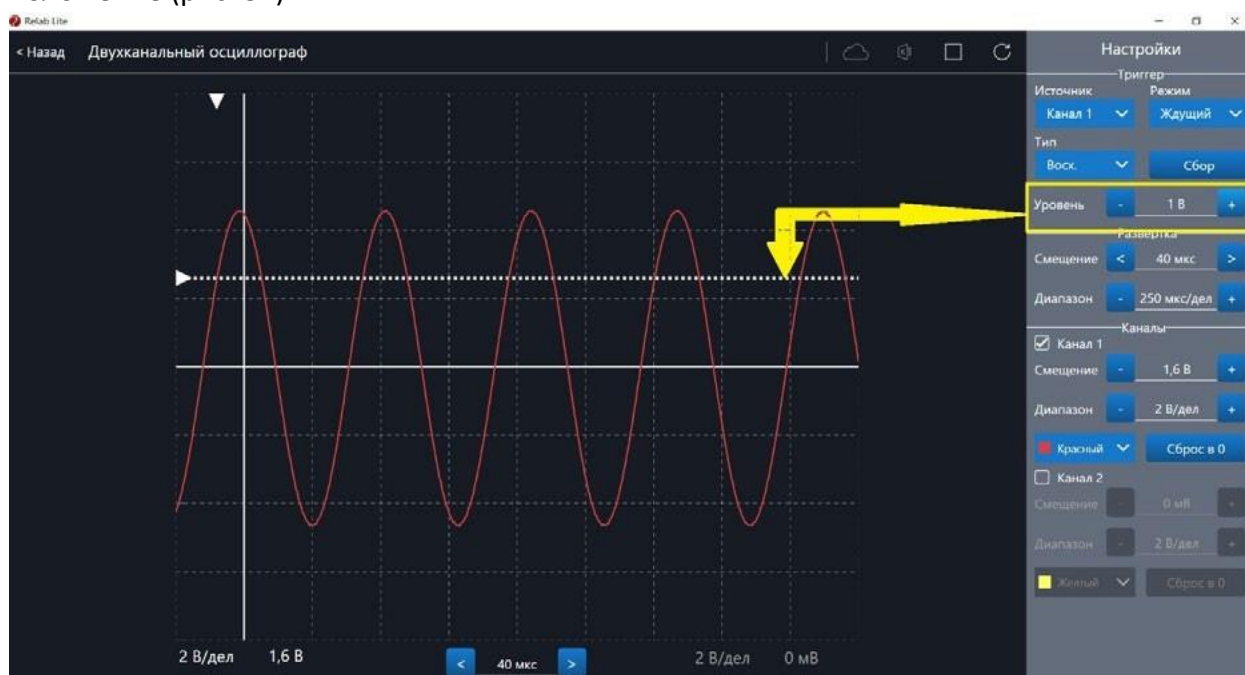 Relab Lite
< Назад Двухканальный осциллограф
Настройки
Триггер
Источник Режим
Канал 1 Ждущий
Тип
Восх. Сбор
Уровень - 1 В +
Развертка
Смещение < 40 мкс >
Диапазон - 250 мкс/дел +
Каналы
Канал 1
Смещение - 1,6 В +
Диапазон - 2 В/дел +
Красный Сброс в 0
Канал 2
Смещение - 0 мВ +
Диапазон - 2 В/дел +
Желтый Сброс в 0
2 В/дел 1,6 В < 40 мкс > 2 В/дел 0 мВ